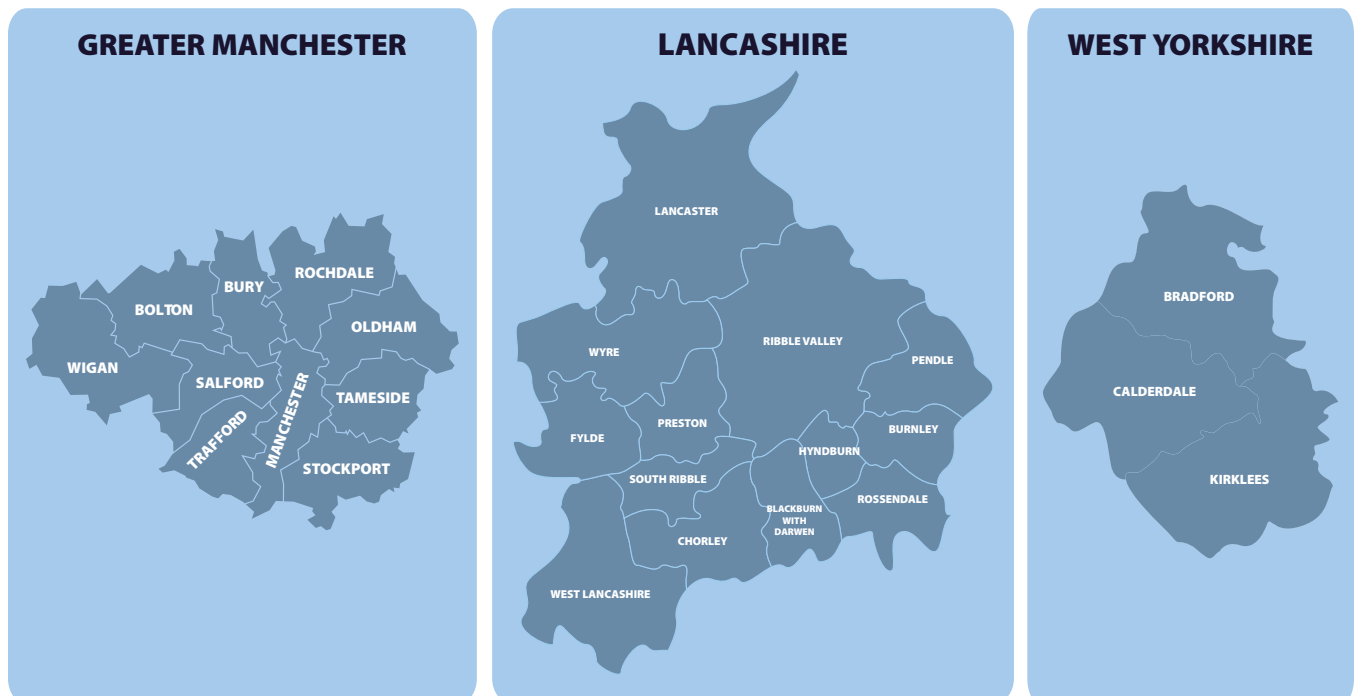 GREATER MANCHESTER
ROCHDALE
BURY
BOLTON
OLDHAM
WIGAN
SALFORD
TAMESIDE
MANCHESTER
TRAFFORD
STOCKPORT
LANCASHIRE
LANCASTER
RIBBLE VALLEY
WYRE
PENDLE
PRESTON
BURNLEY
FYLDE
HYNDBURN
SOUTH RIBBLE
ROSSENDALE
BLACKBURN
WITH
DARWEN
CHORLEY
WEST LANCASHIRE
WEST YORKSHIRE
BRADFORD
CALDERDALE
KIRKLEES